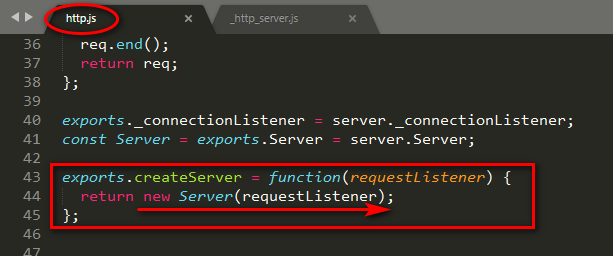 http.js _http_server.js
36 req.end();
37 return req;
38 };
39
40 exports._connectionListener = server._connectionListener;
41 const Server = exports.Server = server.Server;
42
43 exports.createServer = function(requestListener) {
44 return new Server(requestListener);
45 };
46
47